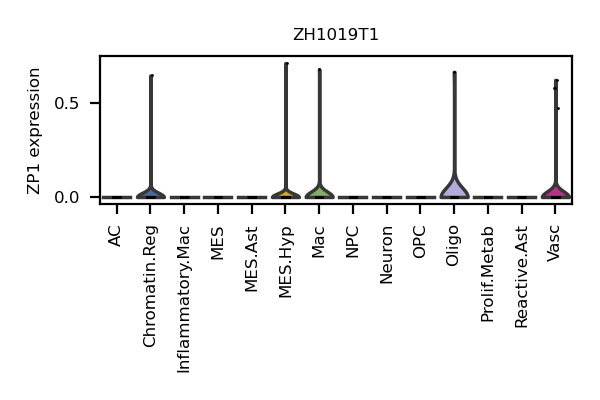 ZH1019T1
ZP1 expression
0.5
0.0
AC
Chromatin.Reg
Inflammatory.Mac
MES
MES.Ast
MES.Hyp
Mac
NPC
Neuron
OPC
Oligo
Prolif.Metab
Reactive.Ast
Vasc